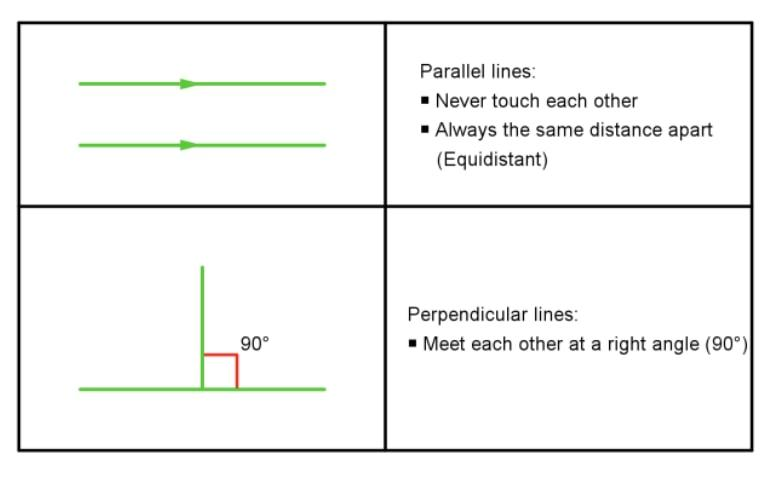 Parallel lines:
▪ Never touch each other
▪ Always the same distance apart
(Equidistant)
90°
Perpendicular lines:
▪ Meet each other at a right angle (90°)